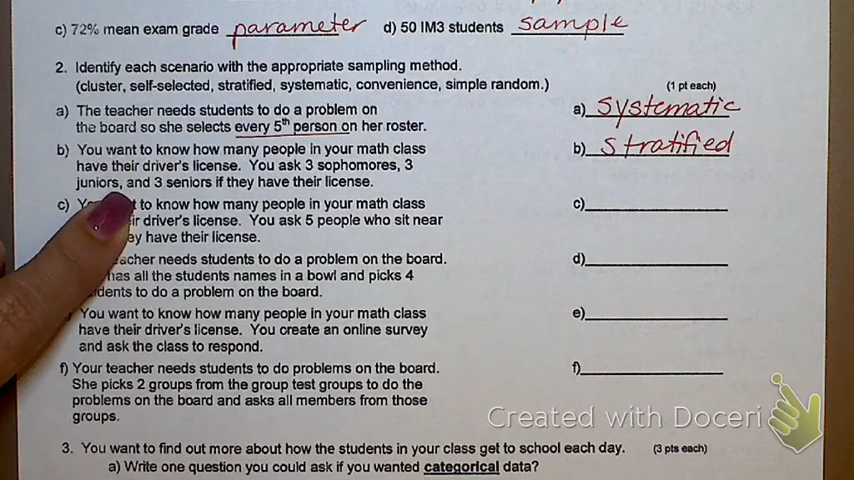 c) 72% mean exam grade parameter d) 50 IM3 students sample
2. Identify each scenario with the appropriate sampling method.
(cluster, self-selected, stratified, systematic, convenience, simple random.) (1 pt each)
a) The teacher needs students to do a problem on a) systematic
the board so she selects every 5th person on her roster.
b) You want to know how many people in your math class b) stratified
have their driver's license. You ask 3 sophomores, 3
juniors, and 3 seniors if they have their license.
c) to know how many people in your math class c)
driver's license. You ask 5 people who sit near
have their license.
problem on the board. d)
has all the students names in a bowl and picks 4
to do a problem on the board.
You want to know how many people in your math class e)
have their driver's license. You create an online survey
and ask the class to respond.
f) Your teacher needs students to do problems on the board. f)
She picks 2 groups from the group test groups to do the
problems on the board and asks all members from those
groups.
Created with Doceri
3. You want to find out more about how the students in your class get to school each day. (3 pts each)
a) Write one question you could ask if you wanted categorical data?